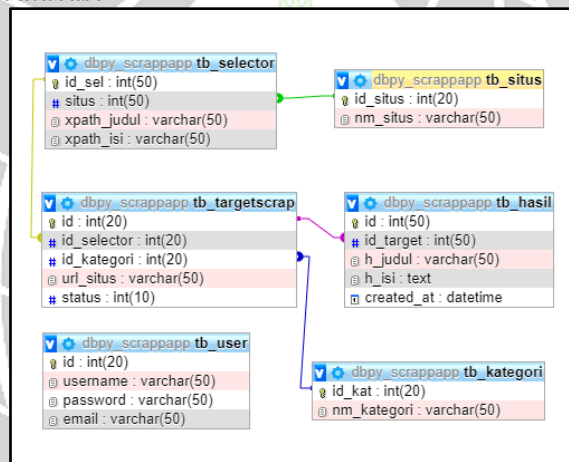 dbpy_scrappapp tb_selector
id_sel : int(50)
situs : int(50)
xpath_judul : varchar(50)
xpath_isi : varchar(50)
dbpy_scrappapp tb_situs
id_situs : int(20)
nm_situs : varchar(50)
dbpy_scrappapp tb_targetscrap
id : int(20)
id_selector : int(20)
id_kategori : int(20)
url_situs : varchar(50)
status : int(10)
dbpy_scrappapp tb_hasil
id : int(50)
id_target : int(50)
h_judul : varchar(50)
h_isi : text
created_at : datetime
dbpy_scrappapp tb_user
id : int(20)
username : varchar(50)
password : varchar(50)
email : varchar(50)
dbpy_scrappapp tb_kategori
id_kat : int(20)
nm_kategori : varchar(50)